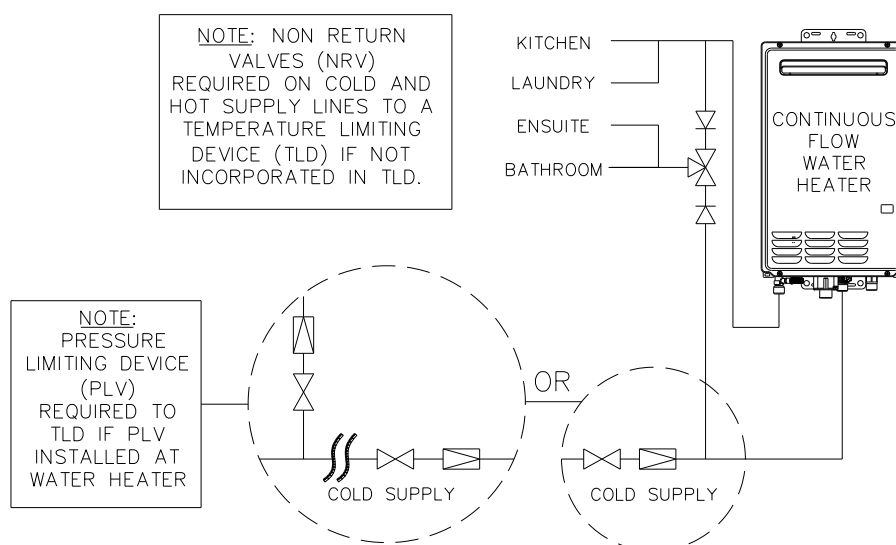 NOTE: NON RETURN
VALVES (NRV)
REQUIRED ON COLD AND
HOT SUPPLY LINES TO A
TEMPERATURE LIMITING
DEVICE (TLD) IF NOT
INCORPORATED IN TLD.
KITCHEN
LAUNDRY
ENSUITE
BATHROOM
CONTINUOUS
FLOW
WATER
HEATER
NOTE:
PRESSURE
LIMITING DEVICE
(PLV)
REQUIRED TO
TLD IF PLV
INSTALLED AT
WATER HEATER
OR
COLD SUPPLY
COLD SUPPLY